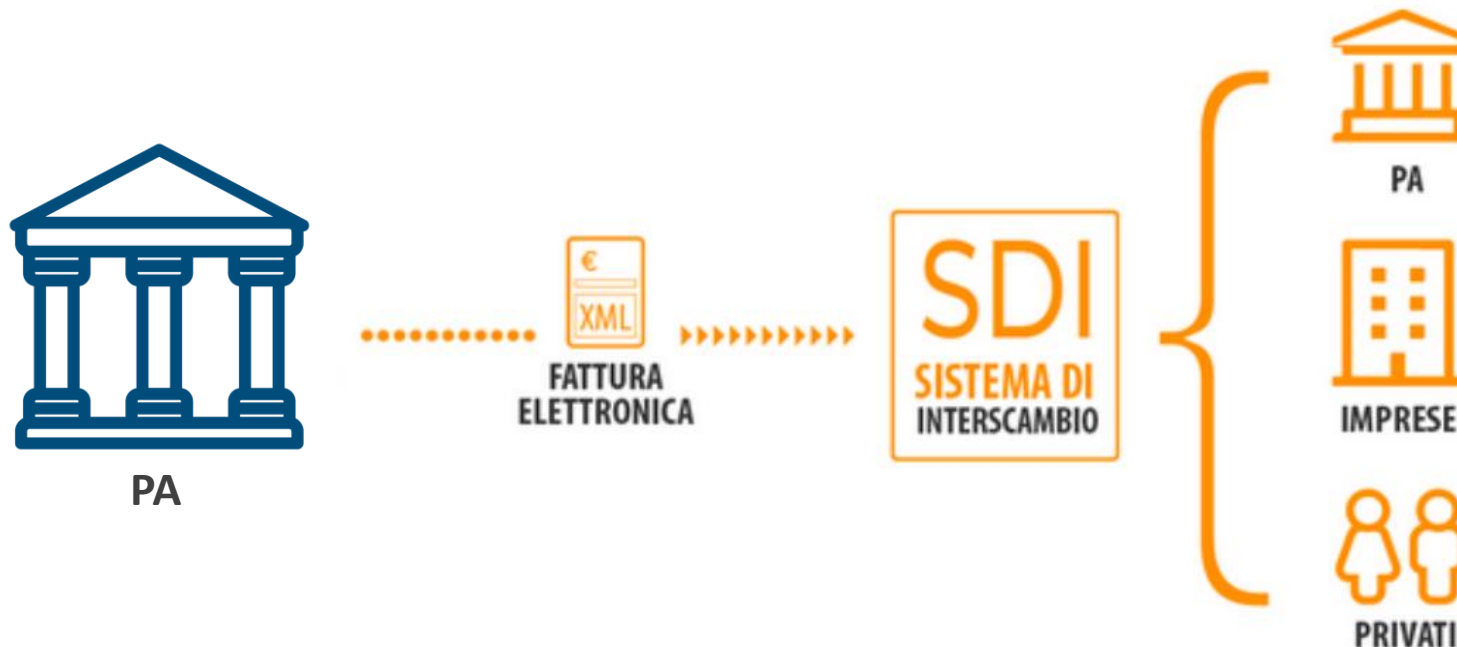 PA
€
XML
FATTURA
ELETTRONICA
SDI
SISTEMA DI
INTERSCAMBIO
PA
IMPRESE
PRIVATI